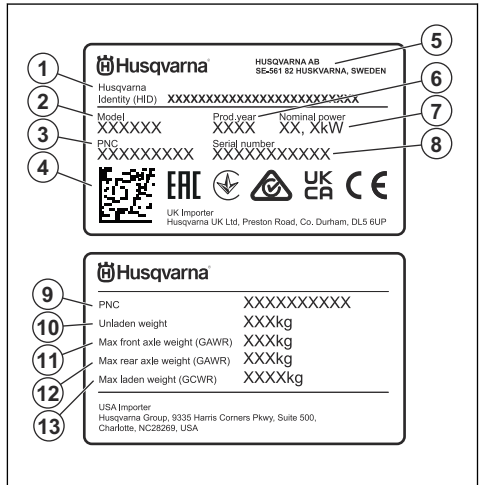 Husqvarna
HUSQVARNA AB
SE-561 82 HUSKVARNA, SWEDEN
5
1
Husqvarna
Identity (HID) XXXXXXXXXXXXXXXXXXXXXXXXX
6
2
Model Prod.year Nominal power
XXXXXX XXXX XX, XkW
7
3
PNC Serial number
XXXXXXXXX XXXXXXXXXXX
8
4
EAC UK CA CE
UK Importer
Husqvarna UK Ltd, Preston Road, Co. Durham, DL5 6UP
Husqvarna
9 PNC XXXXXXXXXX
10 Unladen weight XXXkg
11 Max front axle weight (GAWR) XXXkg
12 Max rear axle weight (GAWR) XXXkg
13 Max laden weight (GCWR) XXXXkg
USA Importer
Husqvarna Group, 9335 Harris Corners Pkwy, Suite 500,
Charlotte, NC28269, USA